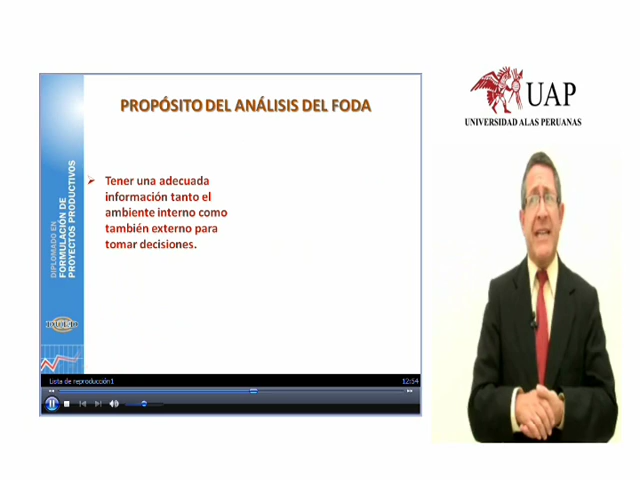 PROPÓSITO DEL ANÁLISIS DEL FODA
➢ Tener una adecuada
información tanto el
ambiente interno como
también externo para
tomar decisiones.
DIPLOMADO EN
FORMULACIÓN DE
PROYECTOS PRODUCTIVOS
Lista de reproducción1
12:54
UAP
UNIVERSIDAD ALAS PERUANAS